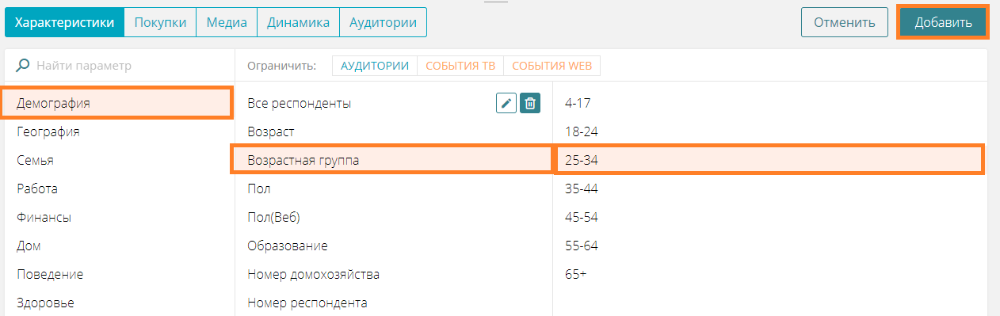 Характеристики Покупки Медиа Динамика Аудитории Отменить Добавить
Найти параметр Ограничить: АУДИТОРИИ СОБЫТИЯ ТВ СОБЫТИЯ WEB
Демография Все респонденты 4-17
География Возраст 18-24
Семья Возрастная группа 25-34
Работа Пол 35-44
Финансы Пол(Веб) 45-54
Дом Образование 55-64
Поведение Номер домохозяйства 65+
Здоровье Номер респондента